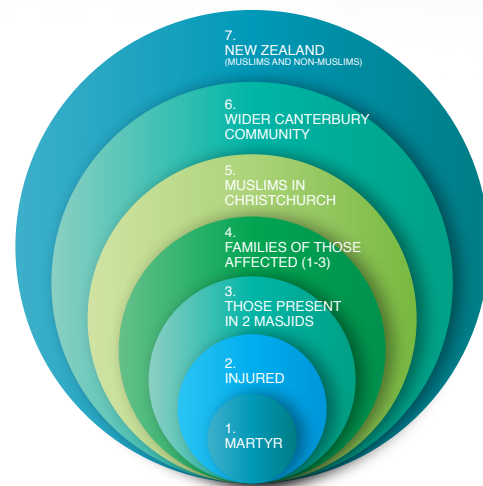 7.
NEW ZEALAND
(MUSLIMS AND NON-MUSLIMS)
6.
WIDER CANTERBURY
COMMUNITY
5.
MUSLIMS IN
CHRISTCHURCH
4.
FAMILIES OF THOSE
AFFECTED (1-3)
3.
THOSE PRESENT
IN 2 MASJIDS
2.
INJURED
1.
MARTYR